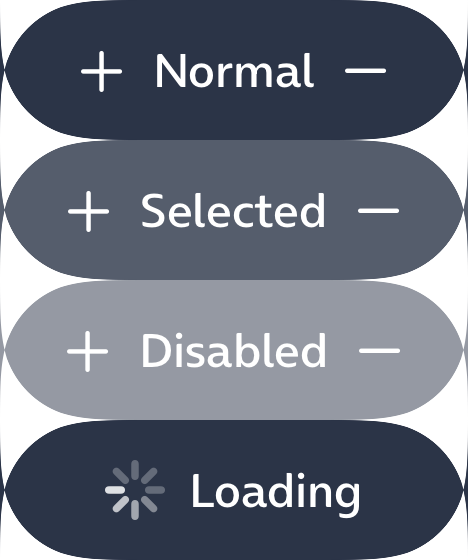 + Normal −
+ Selected −
+ Disabled −
Loading